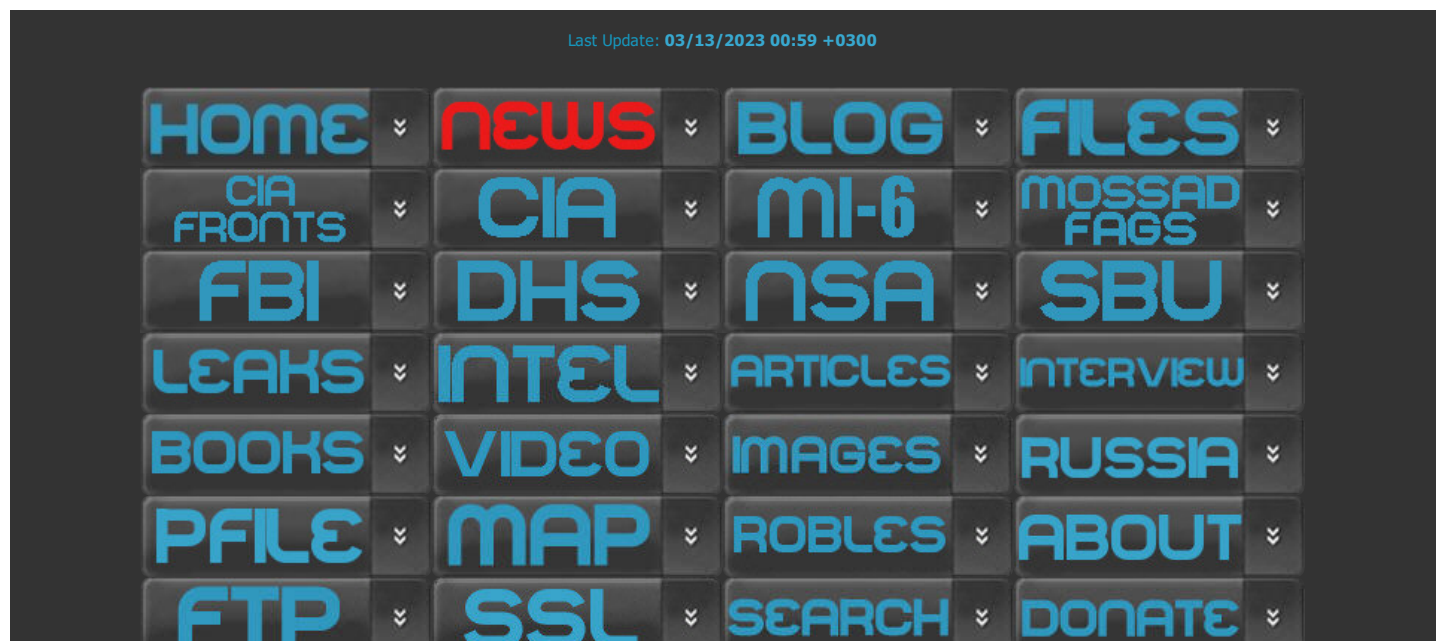 Last Update: 03/13/2023 00:59 +0300
HOME NEWS BLOG FILES
CIA FRONTS CIA MI-6 MOSSAD FAGS
FBI DHS NSA SBU
LEAKS INTEL ARTICLES INTERVIEW
BOOKS VIDEO IMAGES RUSSIA
PFILE MAP ROBLES ABOUT
FTP SSL SEARCH DONATE